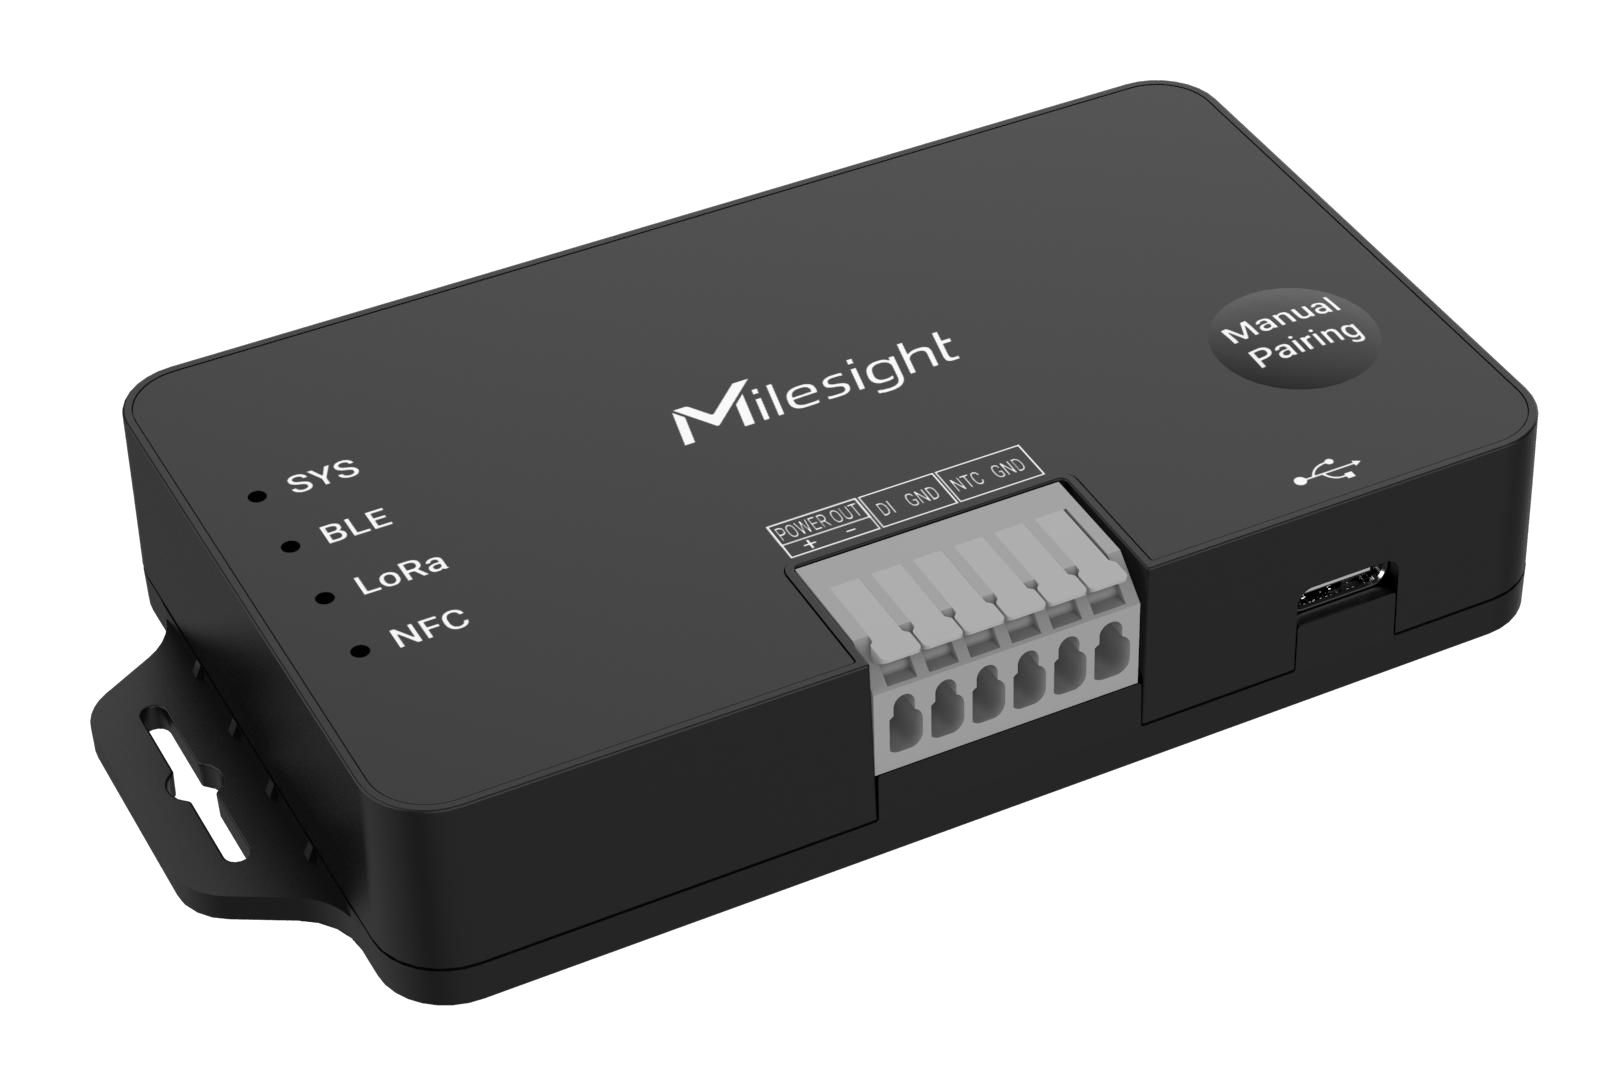 Milesight
Manual
Pairing
SYS
BLE
LoRa
NFC
POWER OUT
+ -
DI GND
NTC GND